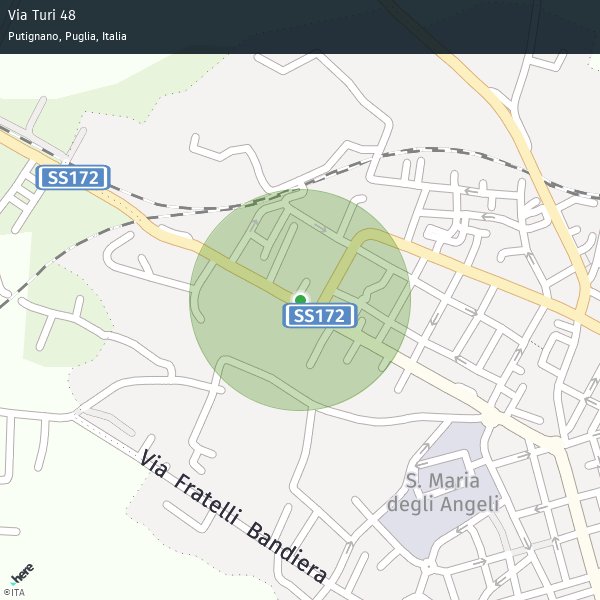 Via Turi 48
Putignano, Puglia, Italia
SS172
SS172
S. Maria
degli Angeli
Via Fratelli Bandiera
here
©ITA